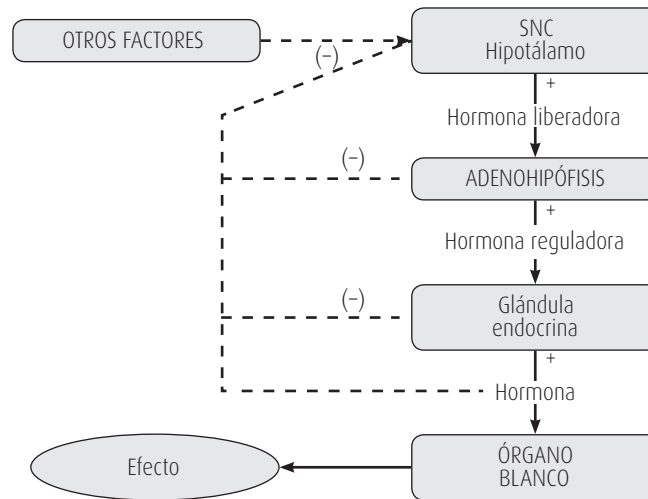 OTROS FACTORES
SNC
Hipotálamo
(–)
+
Hormona liberadora
(–)
ADENOHIPÓFISIS
+
Hormona reguladora
(–)
Glándula
endocrina
+
Hormona
Efecto
ÓRGANO
BLANCO